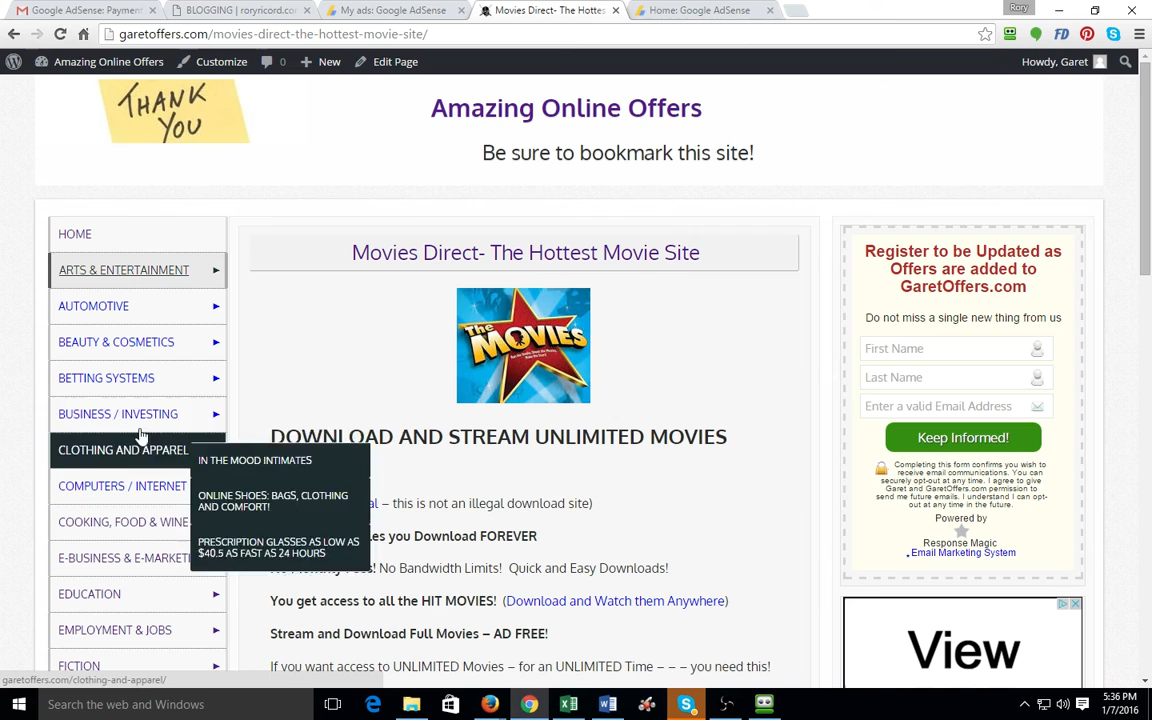 Rory
Google AdSense: Payment
BLOGGING | roryricord.com
My ads: Google AdSense
Movies Direct- The Hottes
Home: Google AdSense
garetoffers.com/movies-direct-the-hottest-movie-site/
Amazing Online Offers
Customize
0
New
Edit Page
Howdy, Garet
THANK
YOU
Amazing Online Offers
Be sure to bookmark this site!
HOME
ARTS & ENTERTAINMENT
AUTOMOTIVE
BEAUTY & COSMETICS
BETTING SYSTEMS
BUSINESS / INVESTING
CLOTHING AND APPAREL
COMPUTERS / INTERNET
COOKING, FOOD & WINE
E-BUSINESS & E-MARKETI
EDUCATION
EMPLOYMENT & JOBS
FICTION
IN THE MOOD INTIMATES
ONLINE SHOES: BAGS, CLOTHING
AND COMFORT!
PRESCRIPTION GLASSES AS LOW AS
$40.5 AS FAST AS 24 HOURS
Movies Direct- The Hottest Movie Site
The
MOVIES
DOWNLOAD AND STREAM UNLIMITED MOVIES
al – this is not an illegal download site)
les you Download FOREVER
No Bandwidth Limits! Quick and Easy Downloads!
You get access to all the HIT MOVIES! (Download and Watch them Anywhere)
Stream and Download Full Movies – AD FREE!
If you want access to UNLIMITED Movies – for an UNLIMITED Time – – – you need this!
Register to be Updated as
Offers are added to
GaretOffers.com
Do not miss a single new thing from us
First Name
Last Name
Enter a valid Email Address
Keep Informed!
Completing this form confirms you wish to
receive email communications. You can
securely opt-out at any time. I agree to give
Garet and GaretOffers.com permission to
send me future emails. I understand I can opt-
out at any time in the future.
Powered by
Response Magic
Email Marketing System
View
garetoffers.com/clothing-and-apparel/
Search the web and Windows
5:36 PM
1/7/2016